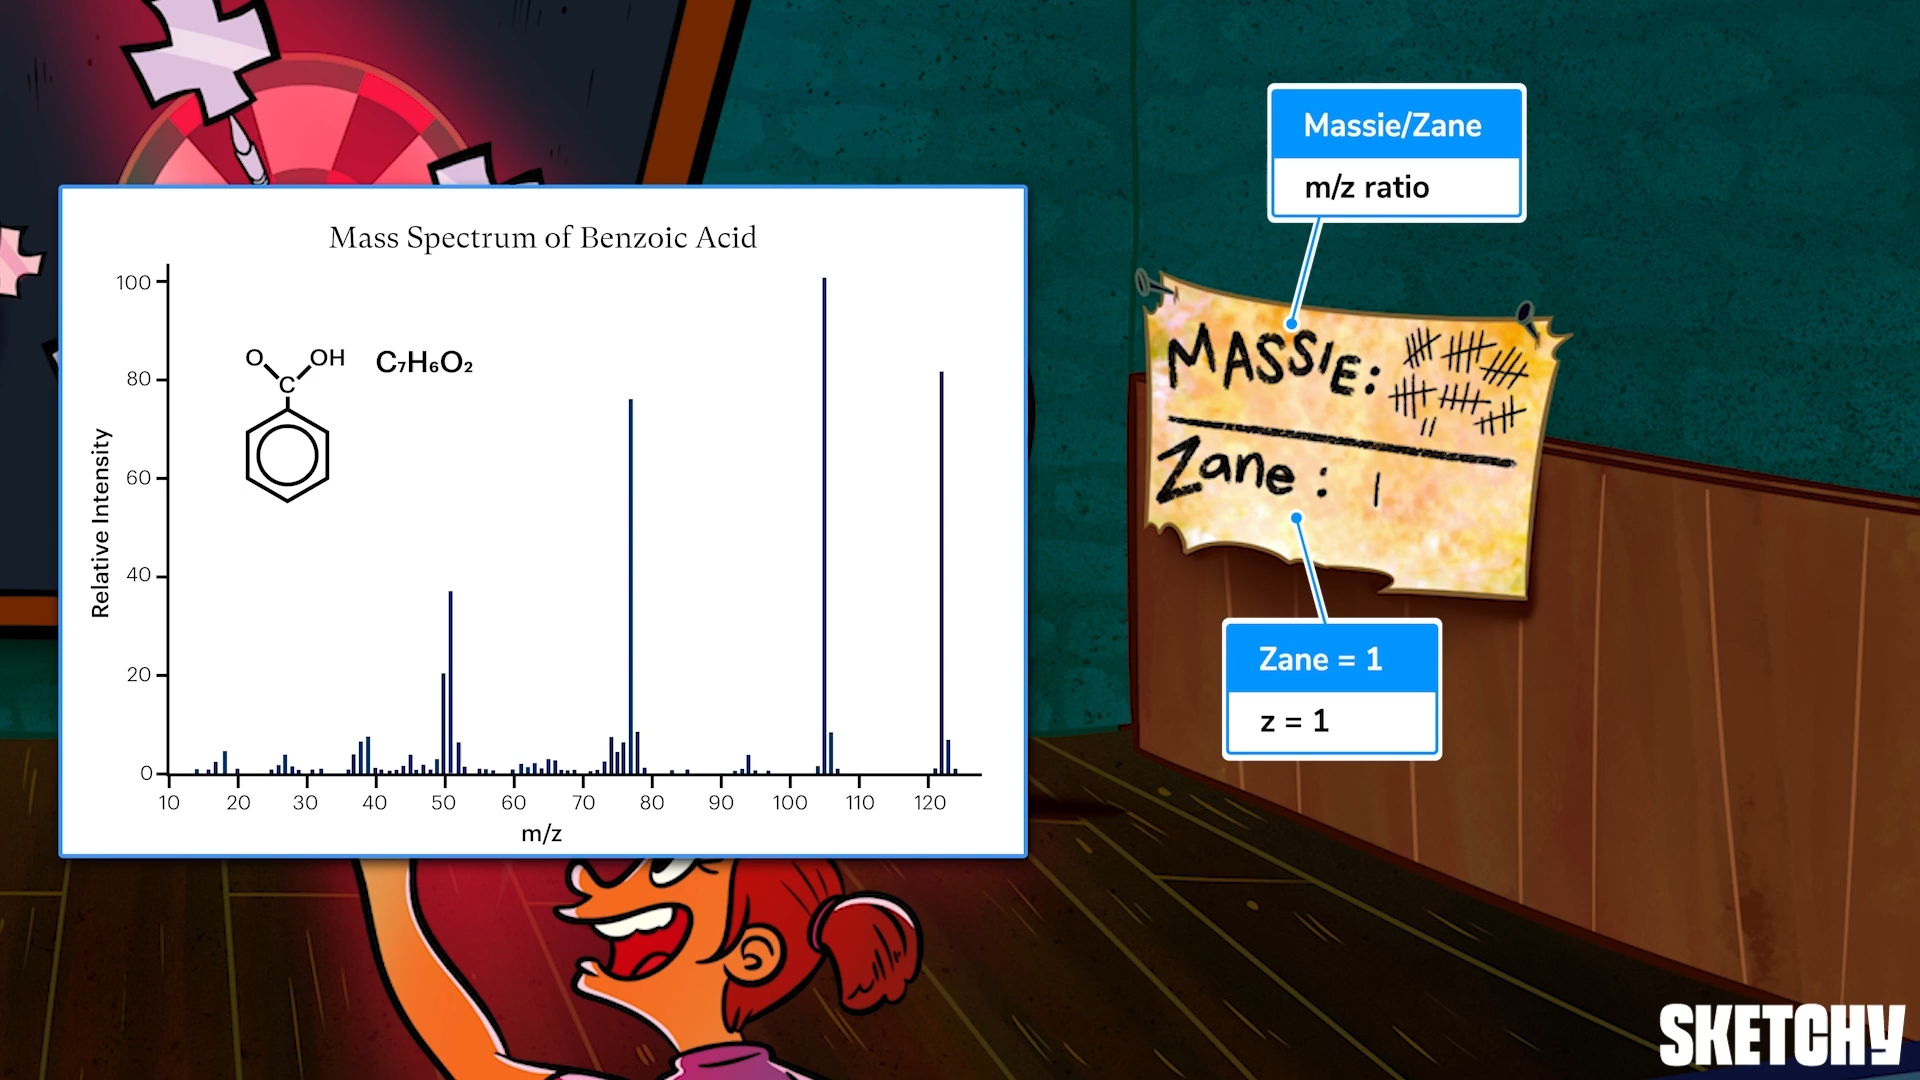 Mass Spectrum of Benzoic Acid
100
80
60
40
20
0
Relative Intensity
O
OH
C
C₇H₆O₂
10 20 30 40 50 60 70 80 90 100 110 120
m/z
Massie/Zane
m/z ratio
MASSIE:
Zane: 1
Zane = 1
z = 1
SKETCHY